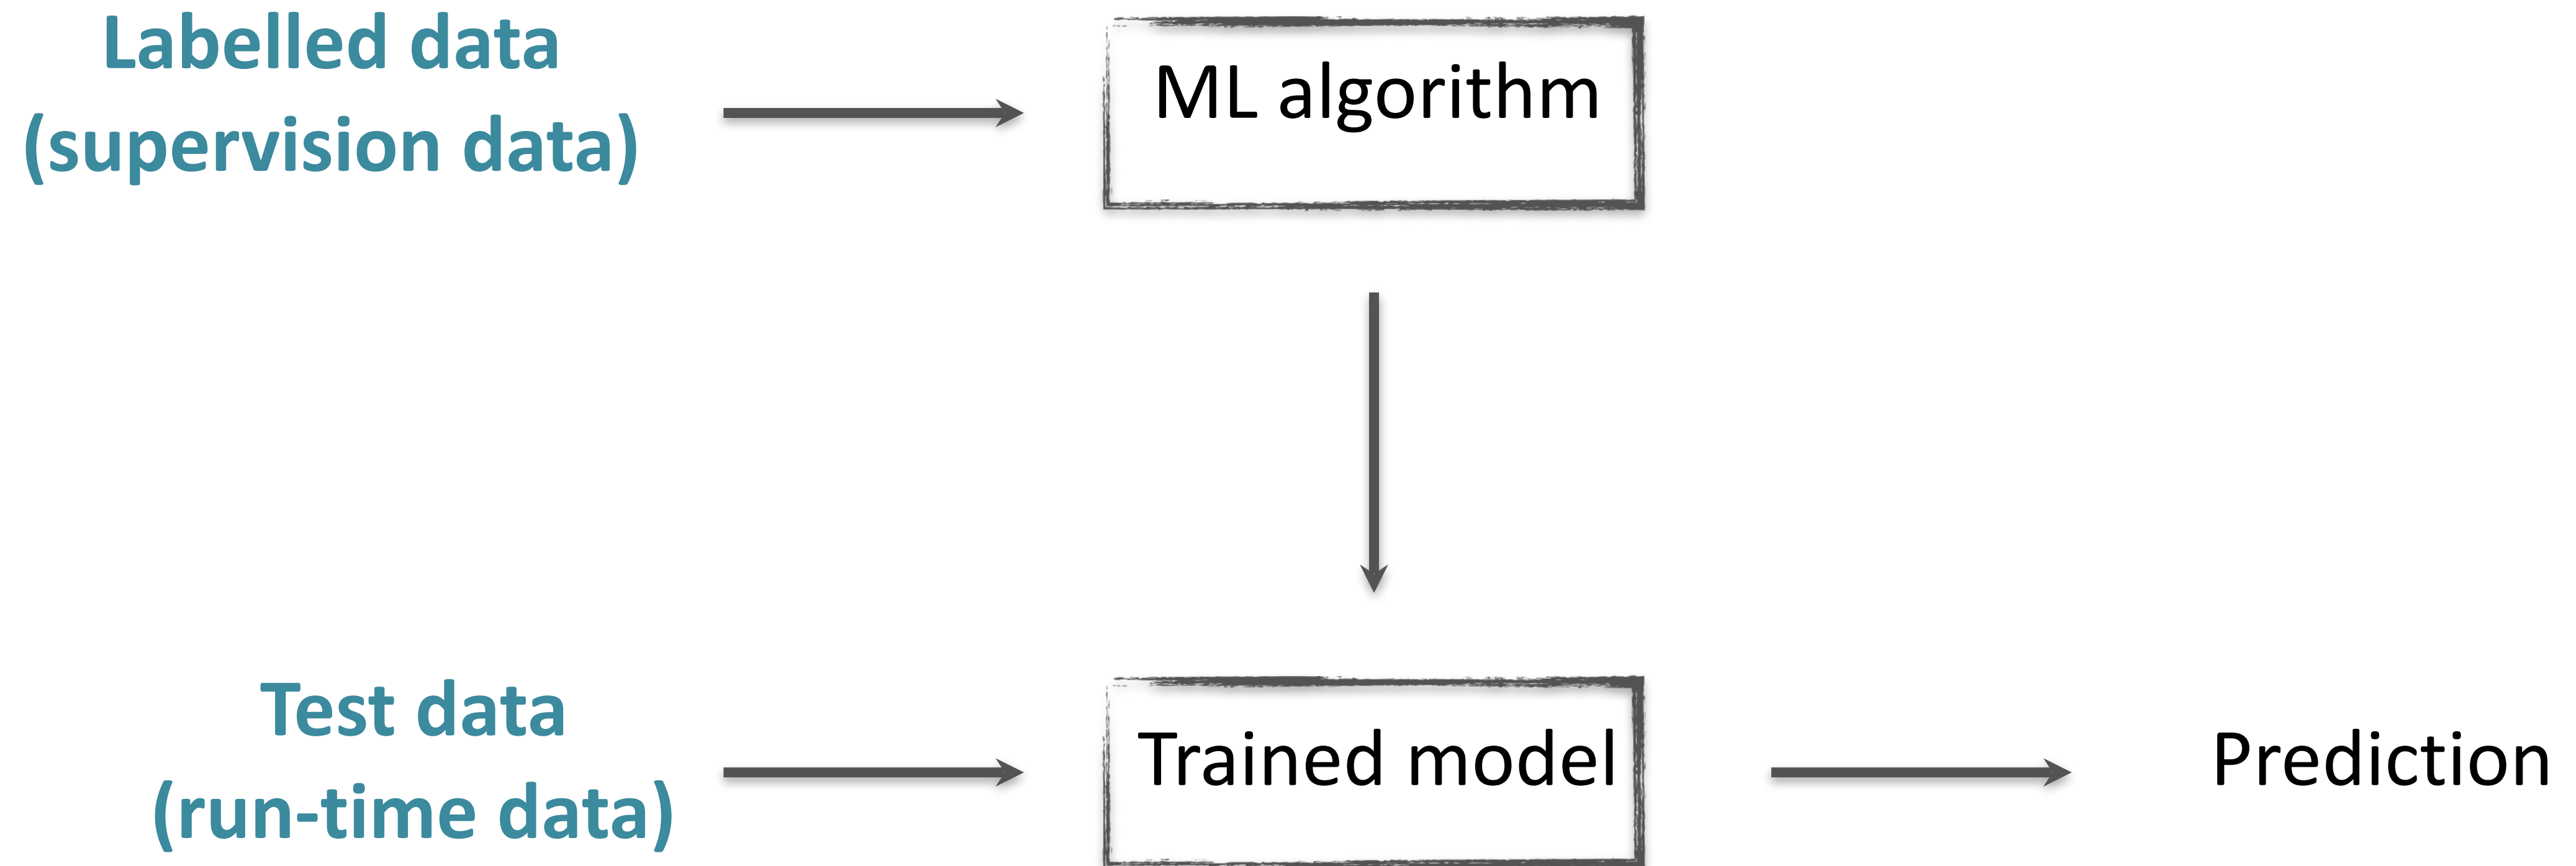 Labelled data
(supervision data)
ML algorithm
Test data
(run-time data)
Trained model
Prediction